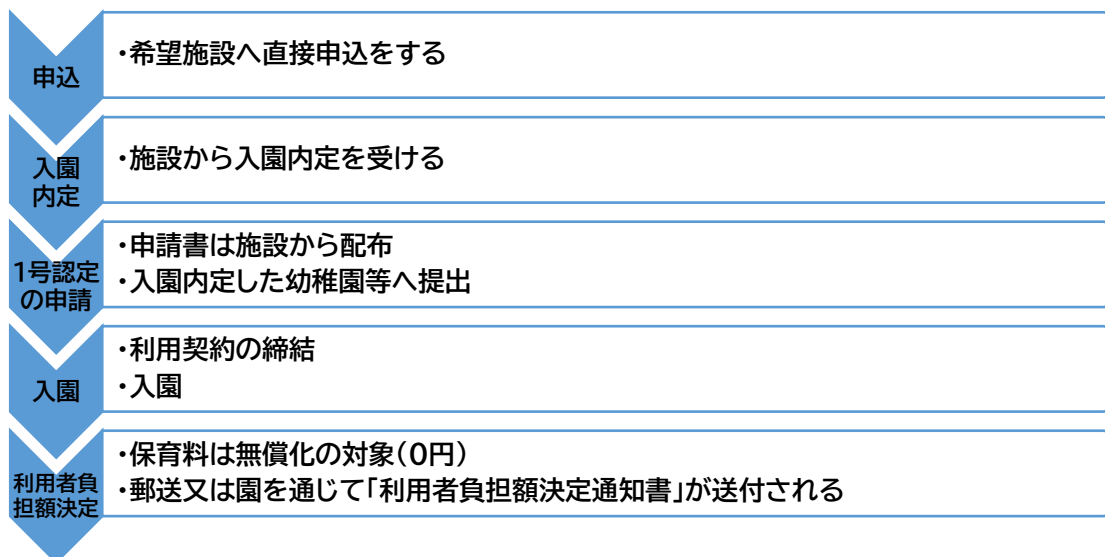 申込
・希望施設へ直接申込をする
入園
内定
・施設から入園内定を受ける
1号認定
の申請
・申請書は施設から配布
・入園内定した幼稚園等へ提出
入園
・利用契約の締結
・入園
利用者負
担額決定
・保育料は無償化の対象(0円)
・郵送又は園を通じて「利用者負担額決定通知書」が送付される